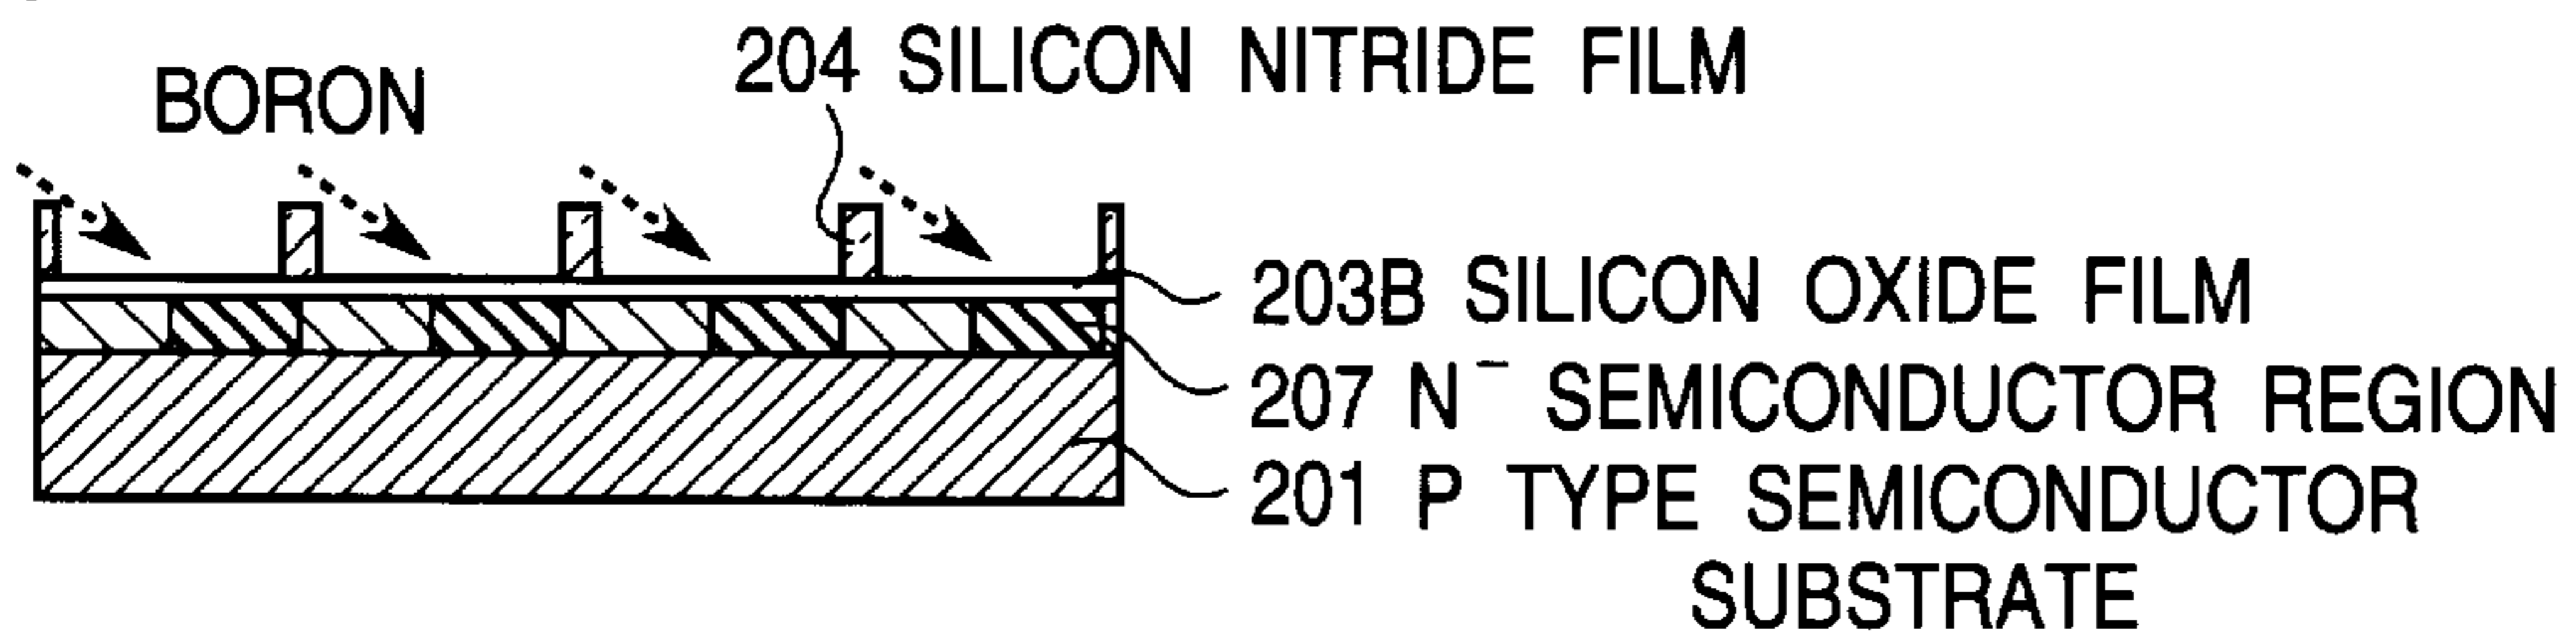 204 SILICON NITRIDE FILM
BORON
203B SILICON OXIDE FILM
207 N⁻ SEMICONDUCTOR REGION
201 P TYPE SEMICONDUCTOR
SUBSTRATE